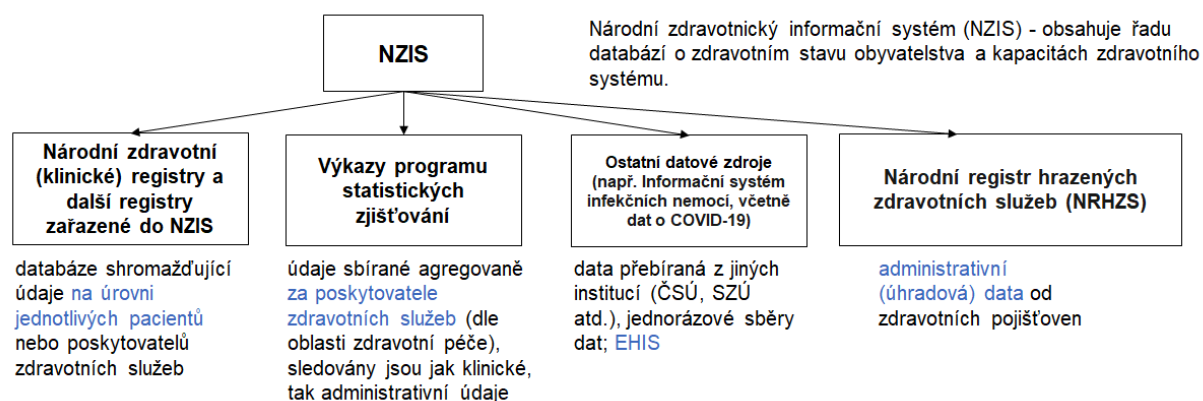 NZIS
Národní zdravotnický informační systém (NZIS) - obsahuje řadu
databází o zdravotním stavu obyvatelstva a kapacitách zdravotního
systému.
Národní zdravotní
(klinické) registry a
další registry
zařazené do NZIS
databáze shromažďující
údaje na úrovni
jednotlivých pacientů
nebo poskytovatelů
zdravotních služeb
Výkazy programu
statistických
zjišťování
údaje sbírané agregovaně
za poskytovatele
zdravotních služeb (dle
oblasti zdravotní péče),
sledovány jsou jak klinické,
tak administrativní údaje
Ostatní datové zdroje
(např. Informační systém
infekčních nemocí, včetně
dat o COVID-19)
data přebíraná z jiných
institucí (ČSÚ, SZÚ
atd.), jednorázové sběry
dat; EHIS
Národní registr hrazených
zdravotních služeb (NRHZS)
administrativní
(úhradová) data od
zdravotních pojišťoven